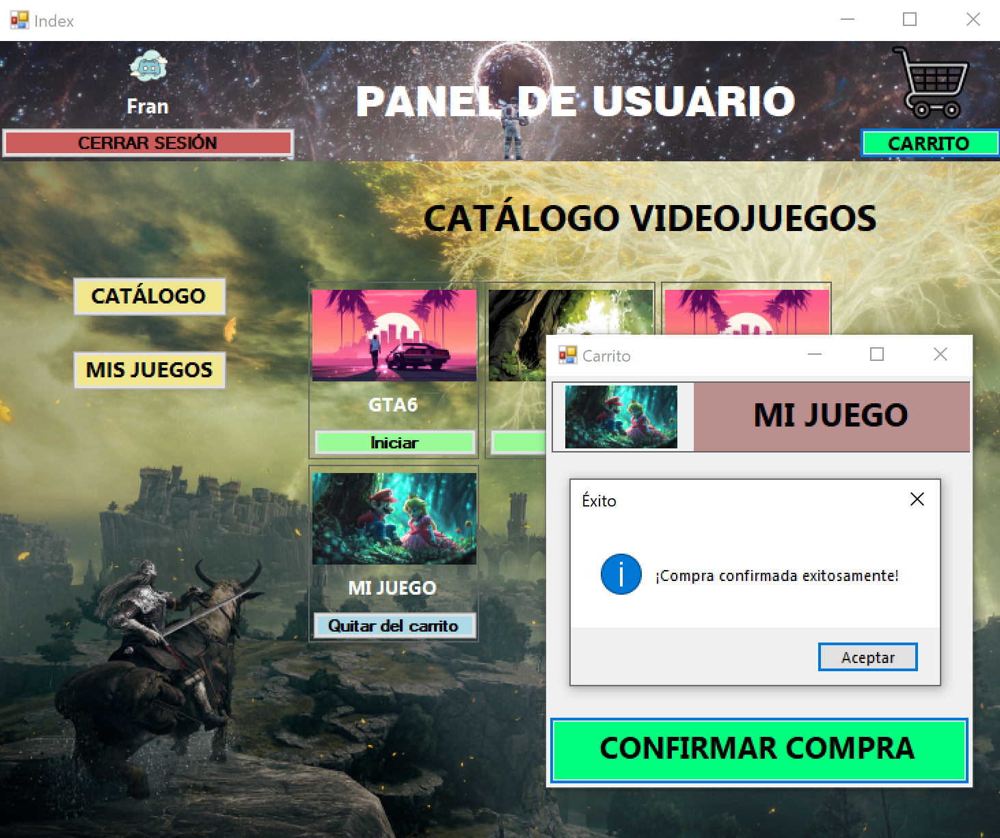 Index
Fran
PANEL DE USUARIO
CERRAR SESIÓN
CARRITO
CATÁLOGO VIDEOJUEGOS
CATÁLOGO
MIS JUEGOS
GTA6
Iniciar
MI JUEGO
Quitar del carrito
Carrito
MI JUEGO
Éxito
¡Compra confirmada exitosamente!
Aceptar
CONFIRMAR COMPRA